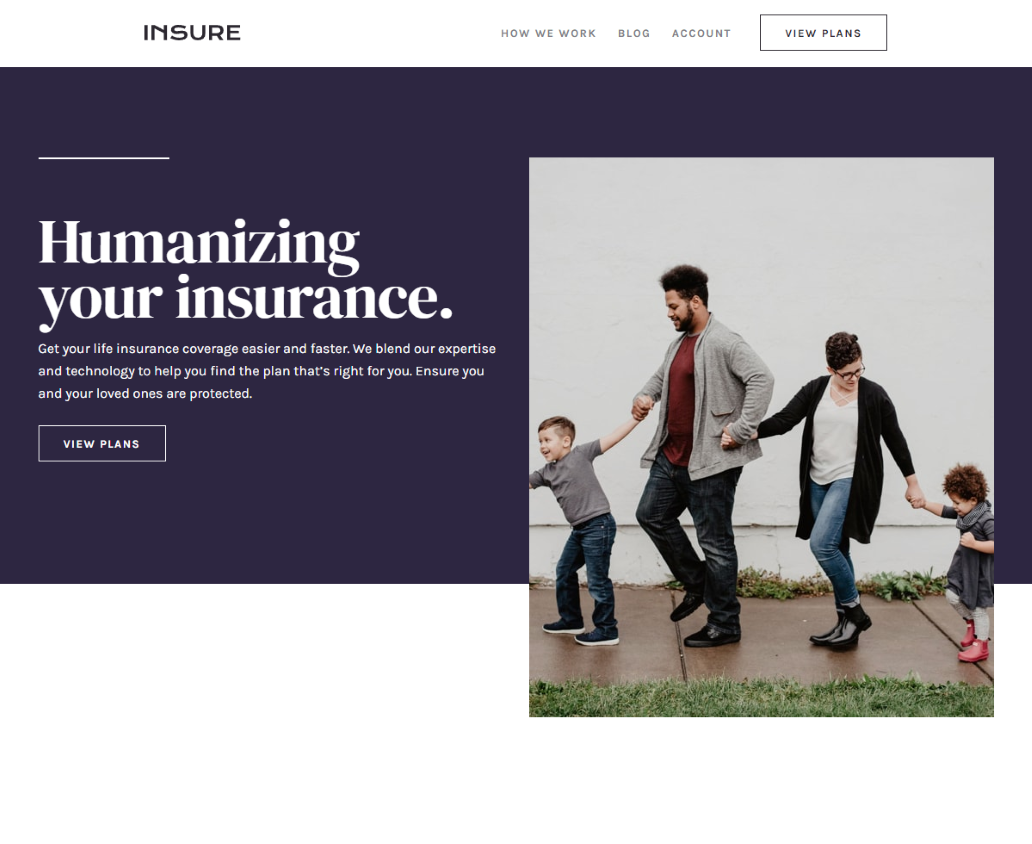 INSURE
HOW WE WORK
BLOG
ACCOUNT
VIEW PLANS
Humanizing
your insurance.
Get your life insurance coverage easier and faster. We blend our expertise
and technology to help you find the plan that’s right for you. Ensure you
and your loved ones are protected.
VIEW PLANS